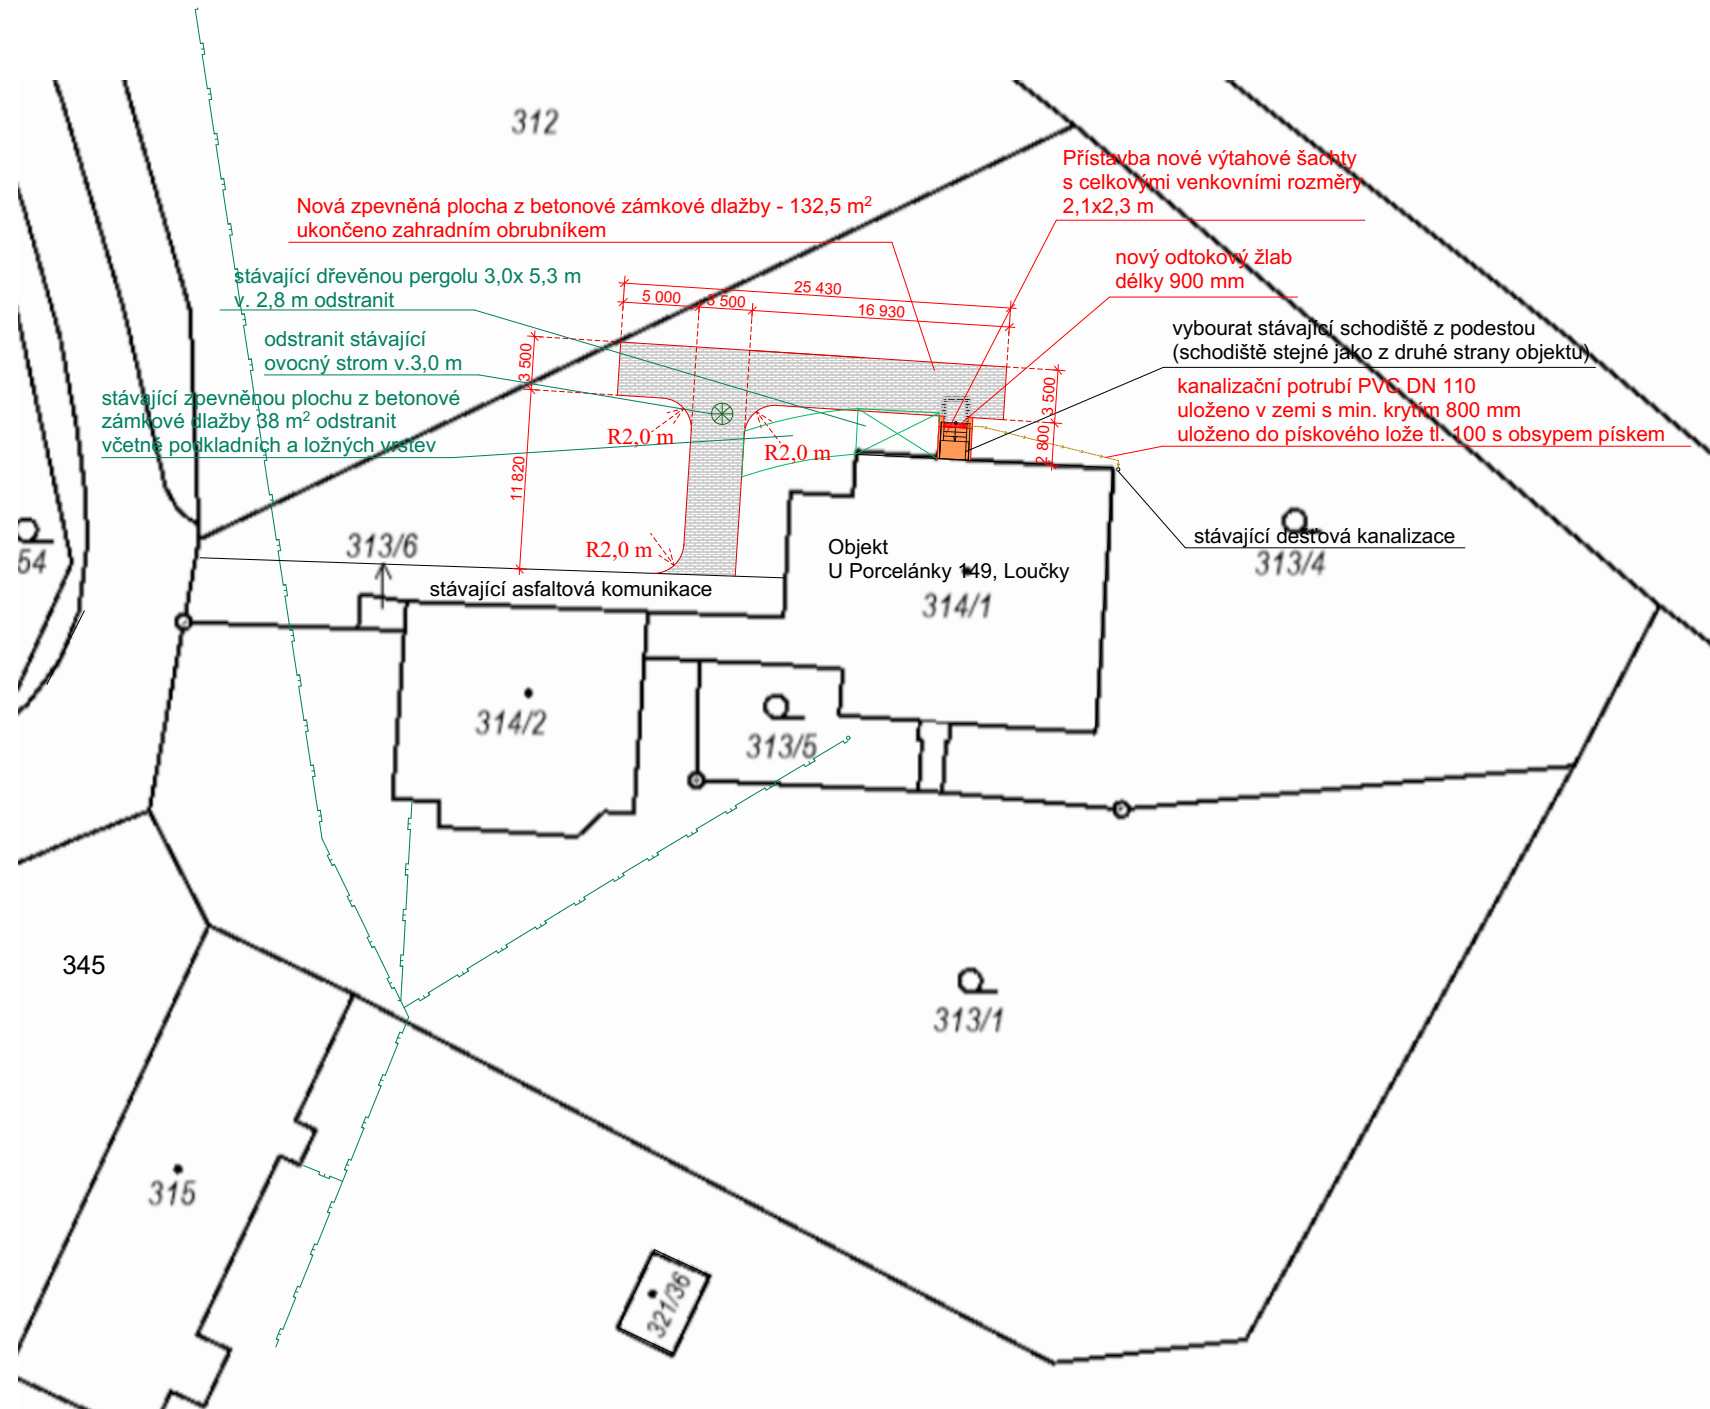 312
Přístavba nové výtahové šachty
s celkovými venkovními rozměry
2,1x2,3 m
Nová zpevněná plocha z betonové zámkové dlažby - 132,5 m²
ukončeno zahradním obrubníkem
nový odtokový žlab
délky 900 mm
stávající dřevěnou pergolu 3,0x 5,3 m
v. 2,8 m odstranit
25 430
5 000
3 500
16 930
vybourat stávající schodiště z podestou
(schodiště stejné jako z druhé strany objektu)
odstranit stávající
ovocný strom v.3,0 m
3 500
kanalizační potrubí PVC DN 110
uloženo v zemi s min. krytím 800 mm
uloženo do pískového lože tl. 100 s obsypem pískem
stávající zpevněnou plochu z betonové
zámkové dlažby 38 m² odstranit
včetně podkladních a ložných vrstev
3 500
2 800
R2,0 m
R2,0 m
11 820
R2,0 m
54
313/6
Objekt
U Porcelánky 149, Loučky
314/1
stávající dešťová kanalizace
313/4
stávající asfaltová komunikace
314/2
313/5
345
313/1
315
321/36